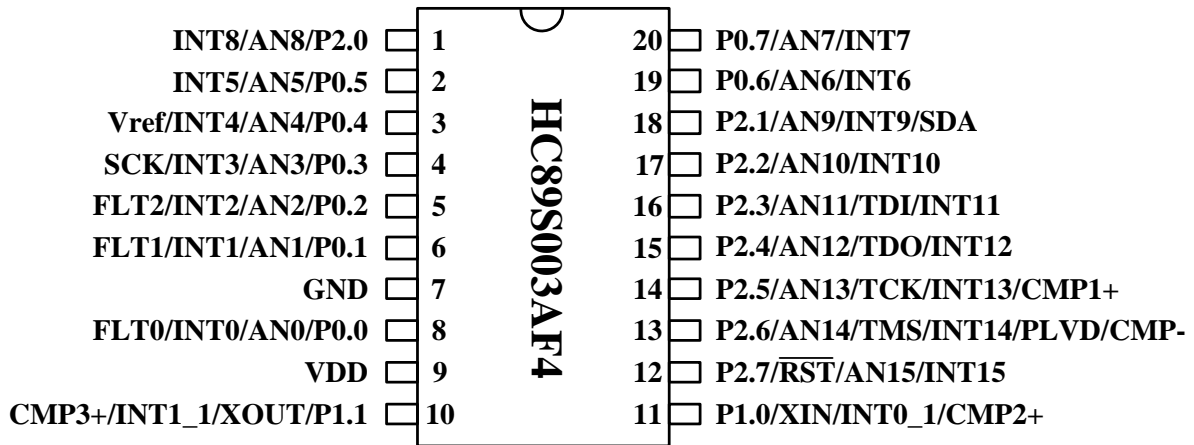 INT8/AN8/P2.0 1 20 P0.7/AN7/INT7
INT5/AN5/P0.5 2 19 P0.6/AN6/INT6
Vref/INT4/AN4/P0.4 3 18 P2.1/AN9/INT9/SDA
SCK/INT3/AN3/P0.3 4 17 P2.2/AN10/INT10
FLT2/INT2/AN2/P0.2 5 16 P2.3/AN11/TDI/INT11
FLT1/INT1/AN1/P0.1 6 15 P2.4/AN12/TDO/INT12
GND 7 14 P2.5/AN13/TCK/INT13/CMP1+
FLT0/INT0/AN0/P0.0 8 13 P2.6/AN14/TMS/INT14/PLVD/CMP-
VDD 9 12 P2.7/R̅S̅T̅/AN15/INT15
CMP3+/INT1_1/XOUT/P1.1 10 11 P1.0/XIN/INT0_1/CMP2+
HC89S003AF4